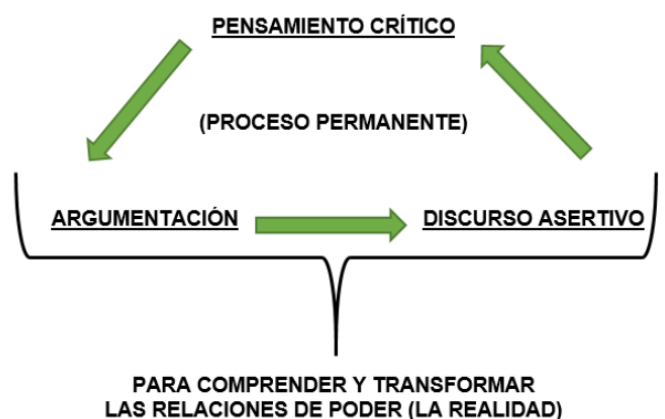 PENSAMIENTO CRÍTICO
(PROCESO PERMANENTE)
ARGUMENTACIÓN
DISCURSO ASERTIVO
PARA COMPRENDER Y TRANSFORMAR
LAS RELACIONES DE PODER (LA REALIDAD)